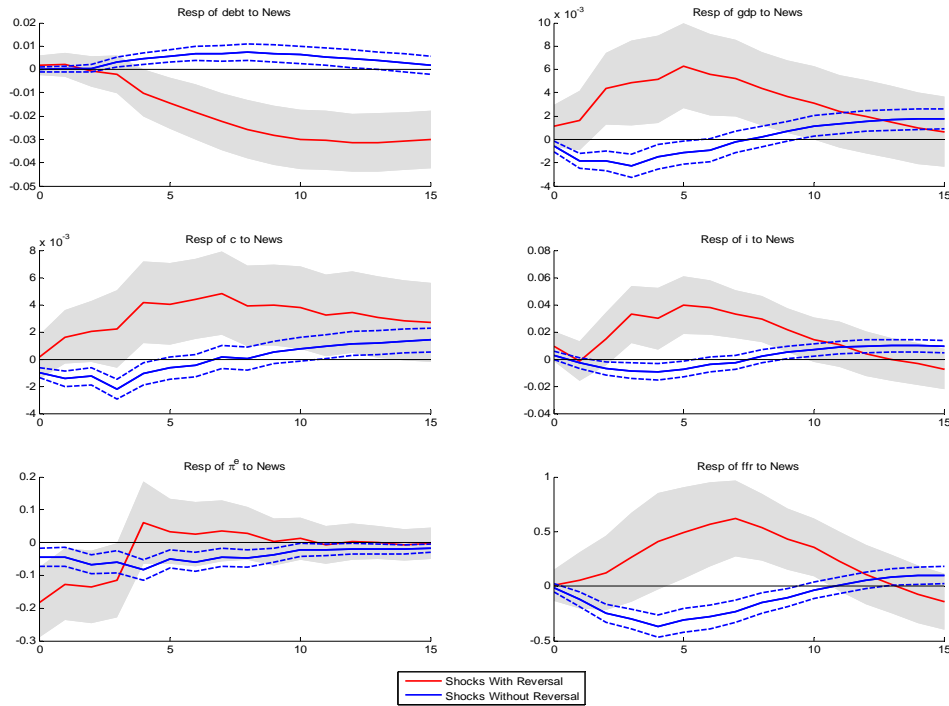 Resp of debt to News
0.02
0.01
0
-0.01
-0.02
-0.03
-0.04
-0.05
0 5 10 15
Resp of gdp to News
x 10⁻³
10
8
6
4
2
0
-2
-4
0 5 10 15
Resp of c to News
x 10⁻³
8
6
4
2
0
-2
-4
0 5 10 15
Resp of i to News
0.08
0.06
0.04
0.02
0
-0.02
-0.04
0 5 10 15
Resp of πᵉ to News
0.2
0.1
0
-0.1
-0.2
-0.3
0 5 10 15
Resp of ffr to News
1
0.5
0
-0.5
0 5 10 15
Shocks With Reversal
Shocks Without Reversal